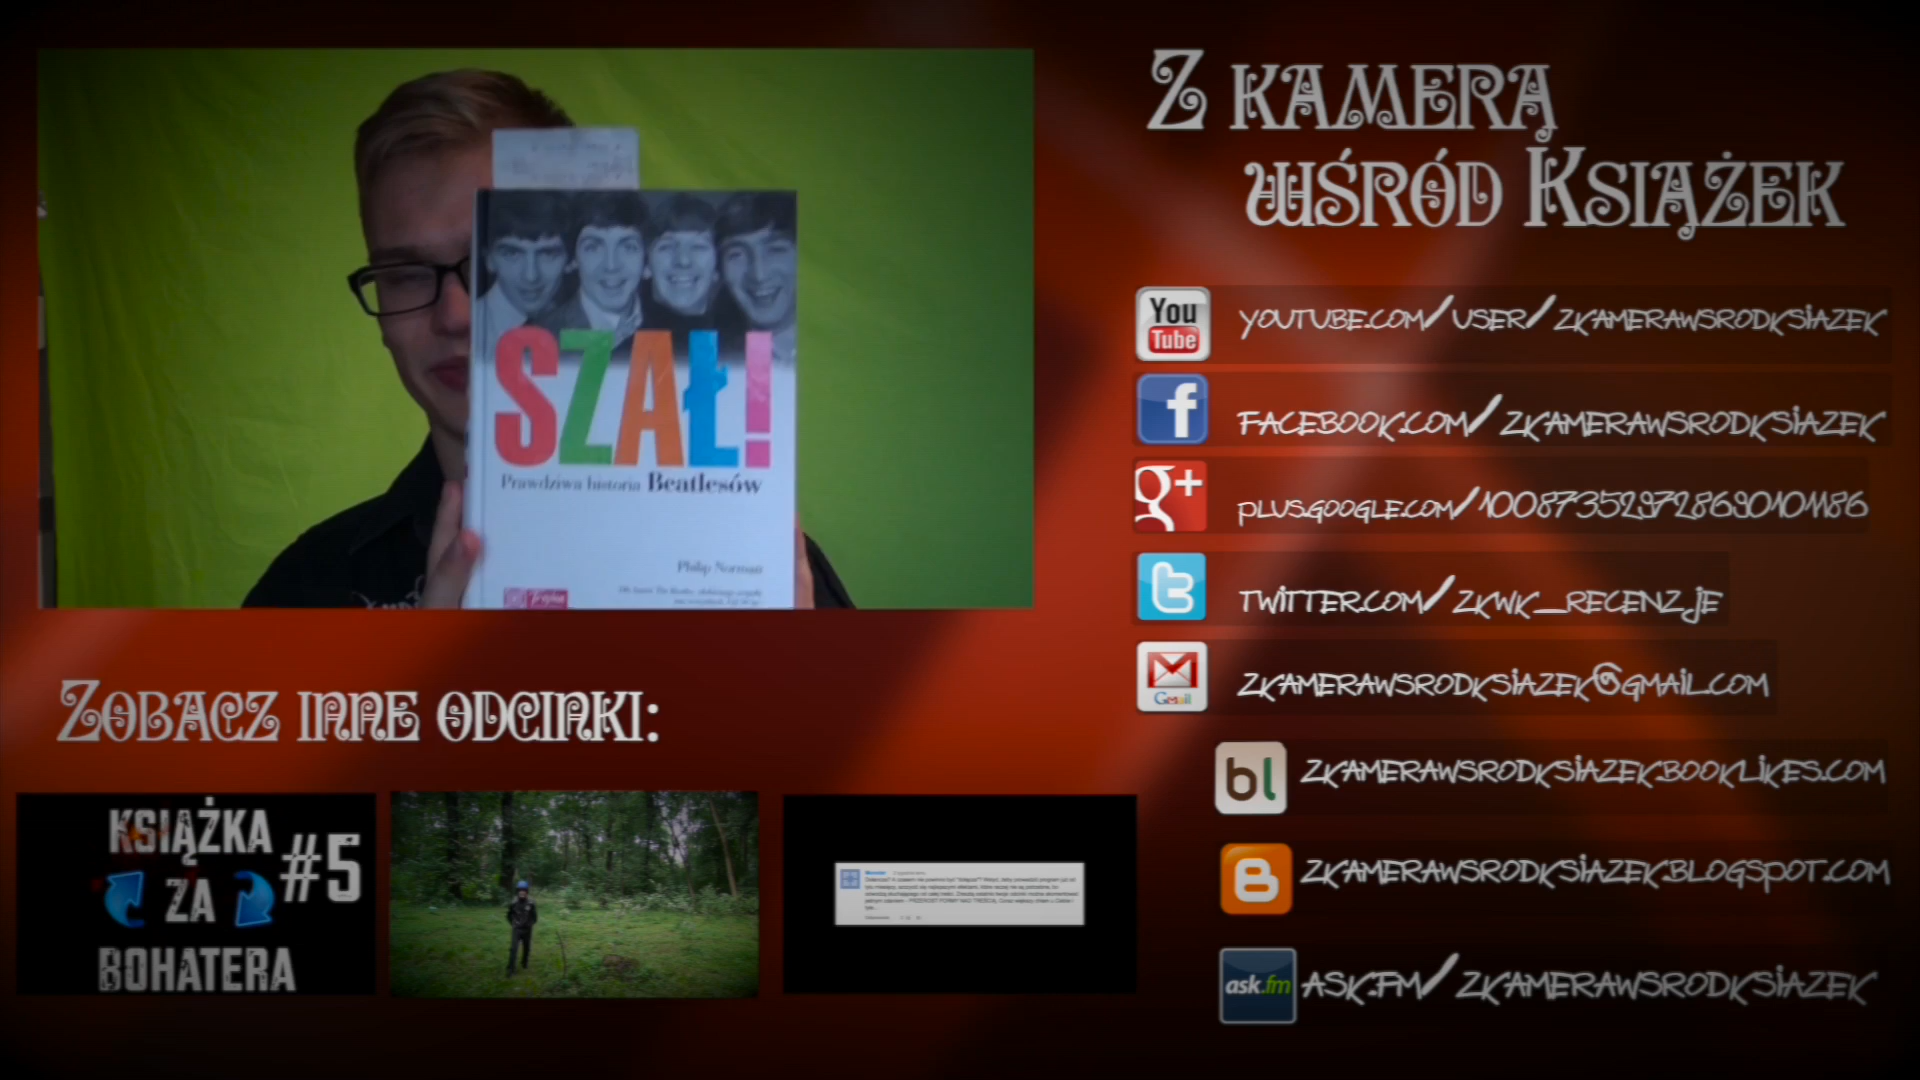 Z KAMERĄ
WŚRÓD KSIĄŻEK
SZAŁ!
Prawdziwa historia Beatlesów
Philip Norman
You
Tube
YOUTUBE.COM/USER/ZKAMERAWSRODKSIAZEK
f
FACEBOOK.COM/ZKAMERAWSRODKSIAZEK
g+
PLUS.GOOGLE.COM/100873529728690101186
t
TWITTER.COM/ZKWK_RECENZJE
Gmail
ZKAMERAWSRODKSIAZEK@GMAIL.COM
bl
ZKAMERAWSRODKSIAZEK.BOOKLIKES.COM
B
ZKAMERAWSRODKSIAZEK.BLOGSPOT.COM
ask.fm
ASK.FM/ZKAMERAWSRODKSIAZEK
ZOBACZ INNE ODCINKI:
KSIĄŻKA
ZA
BOHATERA
#5